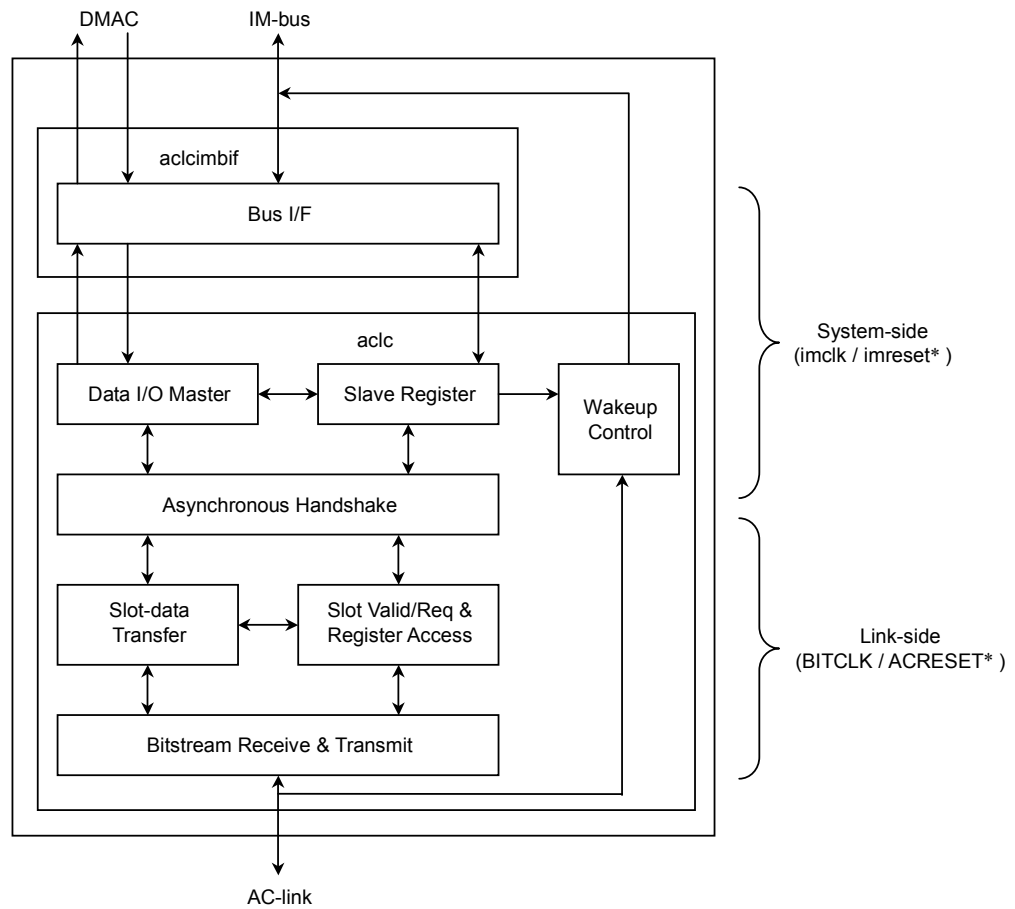 DMAC
IM-bus
aclcimbif
Bus I/F
aclc
Data I/O Master
Slave Register
Wakeup
Control
Asynchronous Handshake
Slot-data
Transfer
Slot Valid/Req &
Register Access
Bitstream Receive & Transmit
AC-link
System-side
(imclk / imreset* )
Link-side
(BITCLK / ACRESET* )